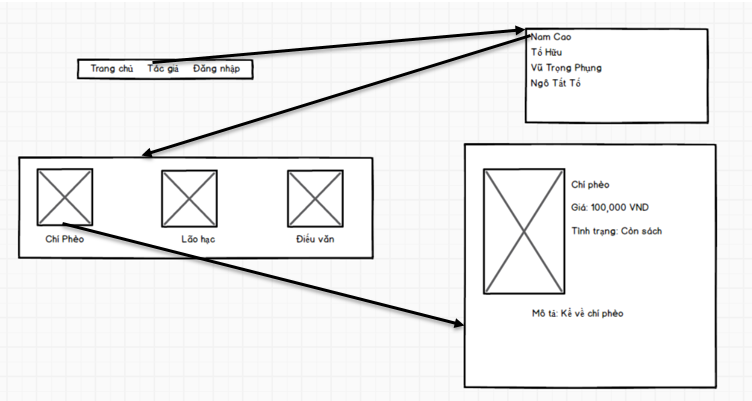 Trang chủ Tác giả Đăng nhập
Nam Cao
Tố Hữu
Vũ Trọng Phụng
Ngô Tất Tố
Chí Phèo Lão hạc Điếu văn
Chí phèo
Giá: 100,000 VND
Tình trạng: Còn sách
Mô tả: Kể về chí phèo